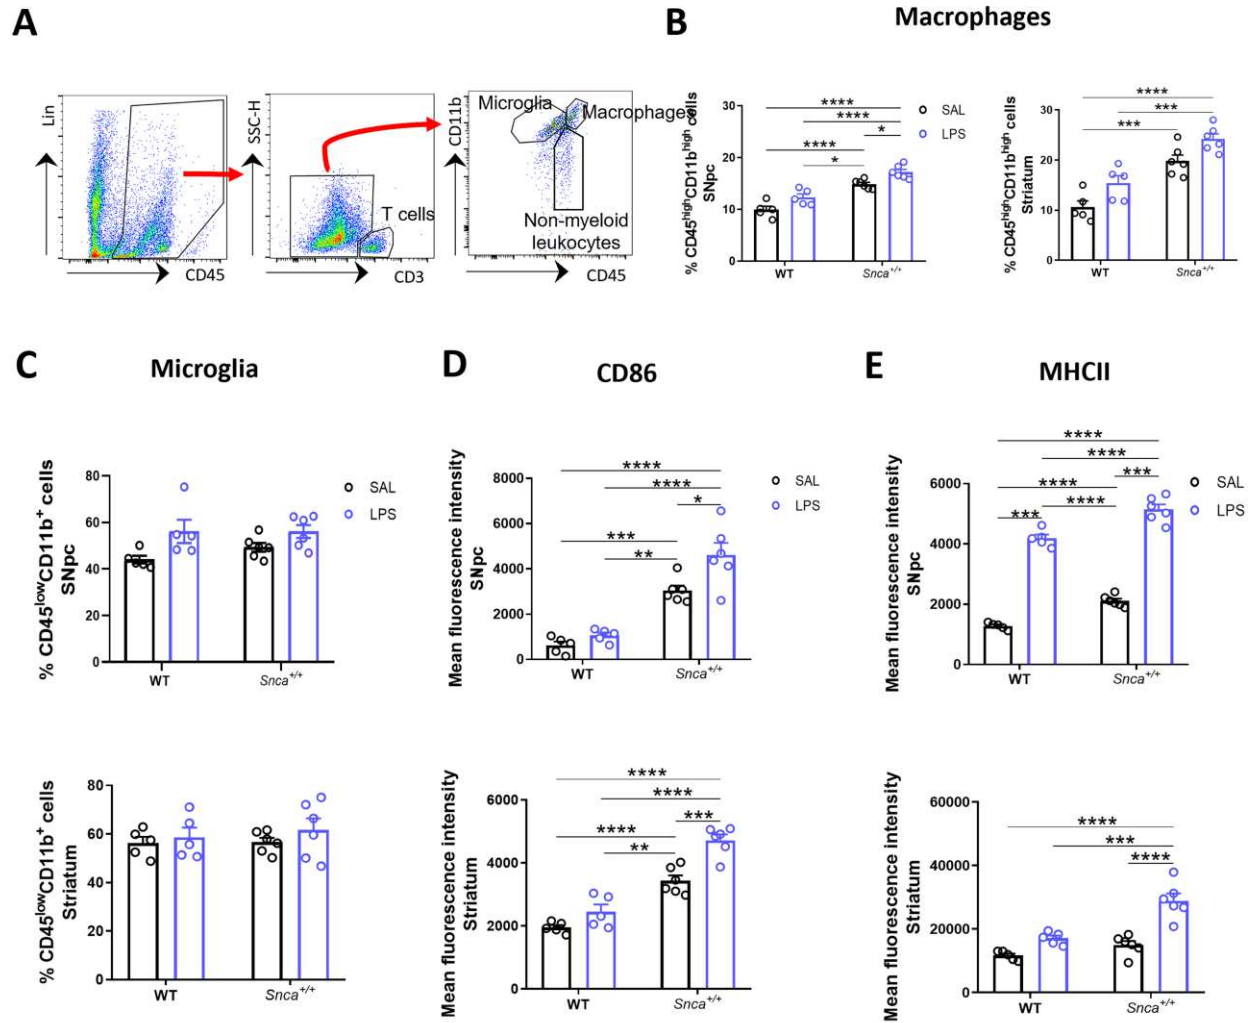 A
Lin
CD45
SSC-H
T cells
CD3
CD11b
Microglia
Macrophages
Non-myeloid
leukocytes
CD45
B
Macrophages
% CD45highCD11bhigh cells
SNpc
30
20
10
0
****
****
*
****
*
WT
Snca+/+
SAL
LPS
% CD45highCD11bhigh cells
Striatum
30
20
10
0
****
***
***
WT
Snca+/+
C
Microglia
% CD45lowCD11b+ cells
SNpc
80
60
40
20
0
WT
Snca+/+
SAL
LPS
% CD45lowCD11b+ cells
Striatum
80
60
40
20
0
WT
Snca+/+
D
CD86
Mean fluorescence intensity
SNpc
8000
6000
4000
2000
0
****
****
*
***
**
WT
Snca+/+
SAL
LPS
Mean fluorescence intensity
Striatum
6000
4000
2000
0
****
****
***
****
**
WT
Snca+/+
E
MHCII
Mean fluorescence intensity
SNpc
6000
4000
2000
0
****
****
***
****
****
***
WT
Snca+/+
SAL
LPS
Mean fluorescence intensity
Striatum
60000
40000
20000
0
****
***
****
WT
Snca+/+